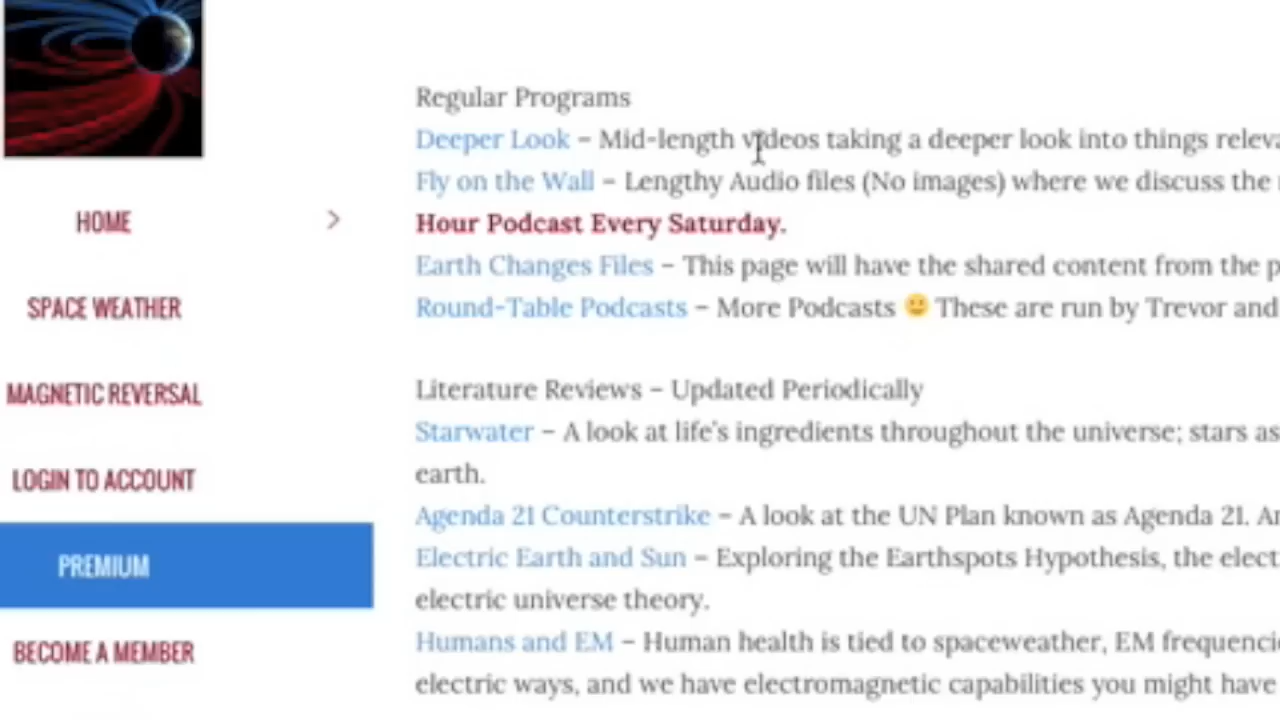 Regular Programs
Deeper Look – Mid-length videos taking a deeper look into things
Fly on the Wall – Lengthy Audio files (No images) where we discuss the
HOME
Hour Podcast Every Saturday.
Earth Changes Files – This page will have the shared content from the
SPACE WEATHER
Round-Table Podcasts – More Podcasts 🙂 These are run by Trevor and
MAGNETIC REVERSAL
Literature Reviews – Updated Periodically
Starwater – A look at life's ingredients throughout the universe; stars as
LOGIN TO ACCOUNT
earth.
Agenda 21 Counterstrike – A look at the UN Plan known as Agenda 21.
PREMIUM
Electric Earth and Sun – Exploring the Earthspots Hypothesis, the
electric universe theory.
BECOME A MEMBER
Humans and EM – Human health is tied to spaceweather, EM
electric ways, and we have electromagnetic capabilities you might have